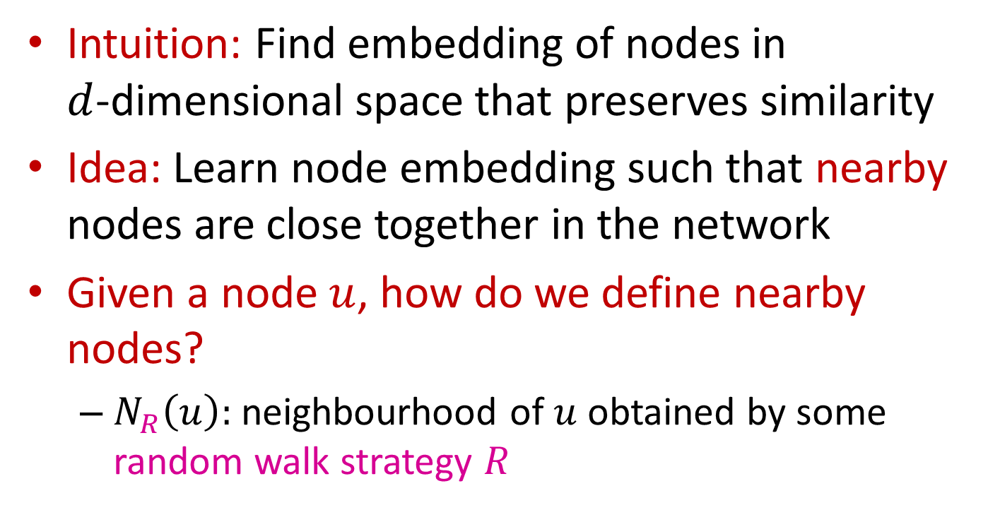 • Intuition: Find embedding of nodes in
d-dimensional space that preserves similarity
• Idea: Learn node embedding such that nearby
nodes are close together in the network
• Given a node u, how do we define nearby
nodes?
– N_R(u): neighbourhood of u obtained by some
random walk strategy R